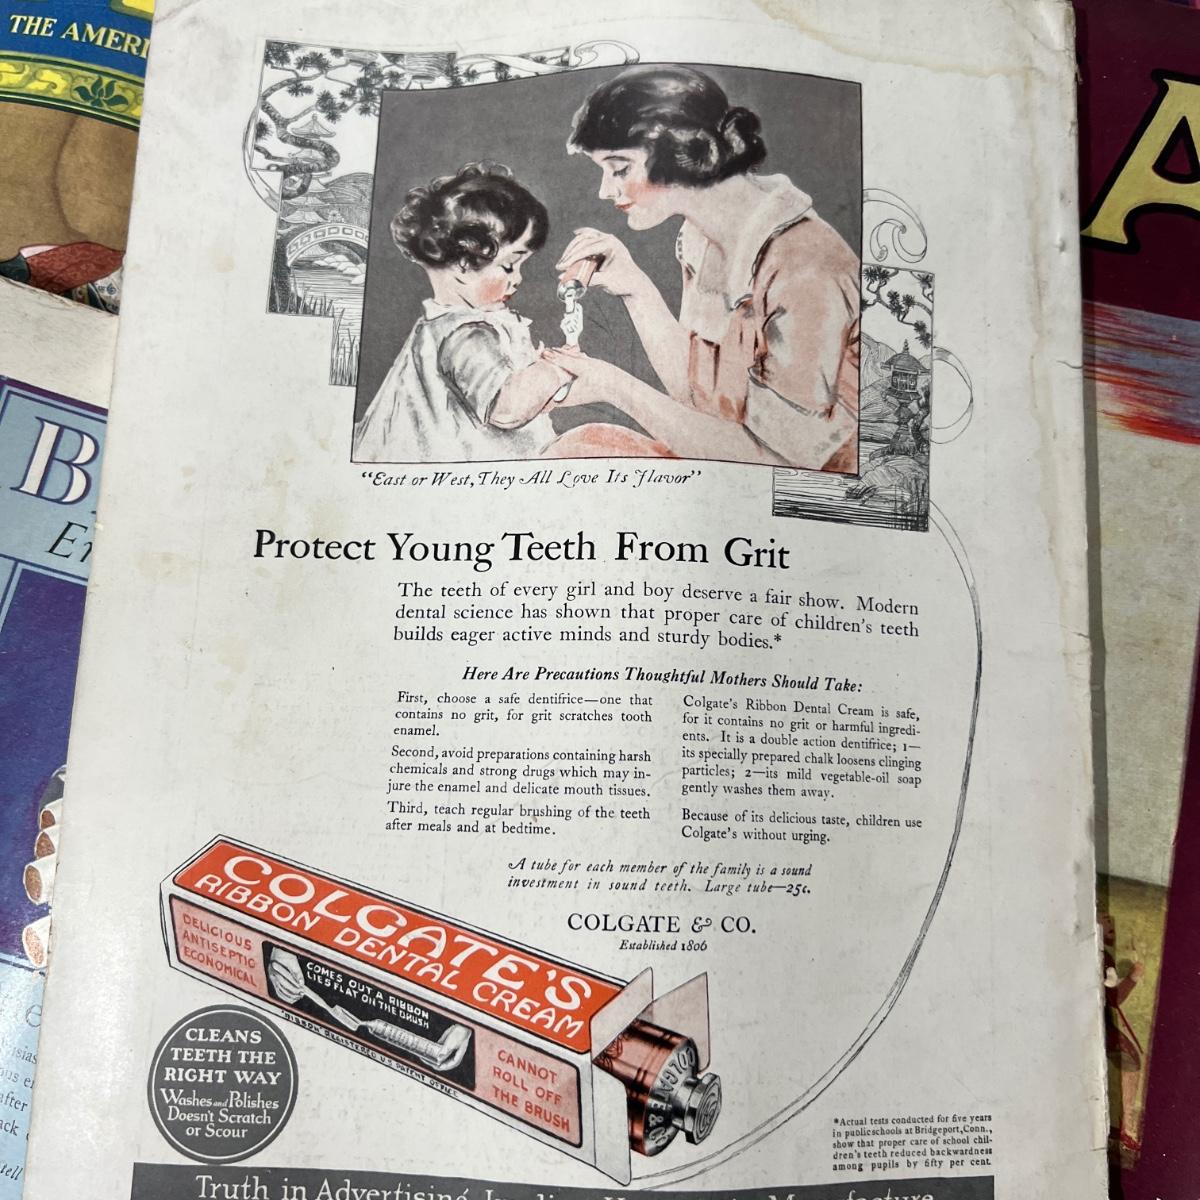 THE AMERI
A
B
"East or West, They All Love Its Flavor"
Protect Young Teeth From Grit
The teeth of every girl and boy deserve a fair show. Modern
dental science has shown that proper care of children's teeth
builds eager active minds and sturdy bodies.*
Here Are Precautions Thoughtful Mothers Should Take:
First, choose a safe dentifrice—one that
contains no grit, for grit scratches tooth
enamel.
Second, avoid preparations containing harsh
chemicals and strong drugs which may in-
jure the enamel and delicate mouth tissues.
Third, teach regular brushing of the teeth
after meals and at bedtime.
Colgate's Ribbon Dental Cream is safe,
for it contains no grit or harmful ingredi-
ents. It is a double action dentifrice; 1—
its specially prepared chalk loosens clinging
particles; 2—its mild vegetable-oil soap
gently washes them away.
Because of its delicious taste, children use
Colgate's without urging.
A tube for each member of the family is a sound
investment in sound teeth. Large tube—25c.
COLGATE & CO.
Established 1806
COLGATE'S
RIBBON DENTAL CREAM
DELICIOUS
ANTISEPTIC
ECONOMICAL
COMES OUT A RIBBON
LIES FLAT ON THE BRUSH
"RIBBON" REGISTERED U.S. PATENT OFFICE
CANNOT
ROLL OFF
THE BRUSH
COLGATE & CO.
CLEANS
TEETH THE
RIGHT WAY
Washes and Polishes
Doesn't Scratch
or Scour
*Actual tests conducted for five years
in public schools at Bridgeport, Conn.,
show that proper care of school chil-
dren's teeth reduced backwardness
among pupils by fifty per cent.
Truth in Advertising